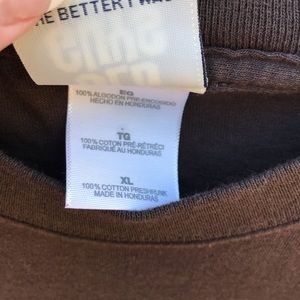 THE BETTER T
EG
100% ALGODON PRE-ENCOGIDO
HECHO EN HONDURAS
TG
100% COTON PRÉ-RÉTRÉCI
FABRIQUÉ AU HONDURAS
XL
100% COTTON PRESHRUNK
MADE IN HONDURAS